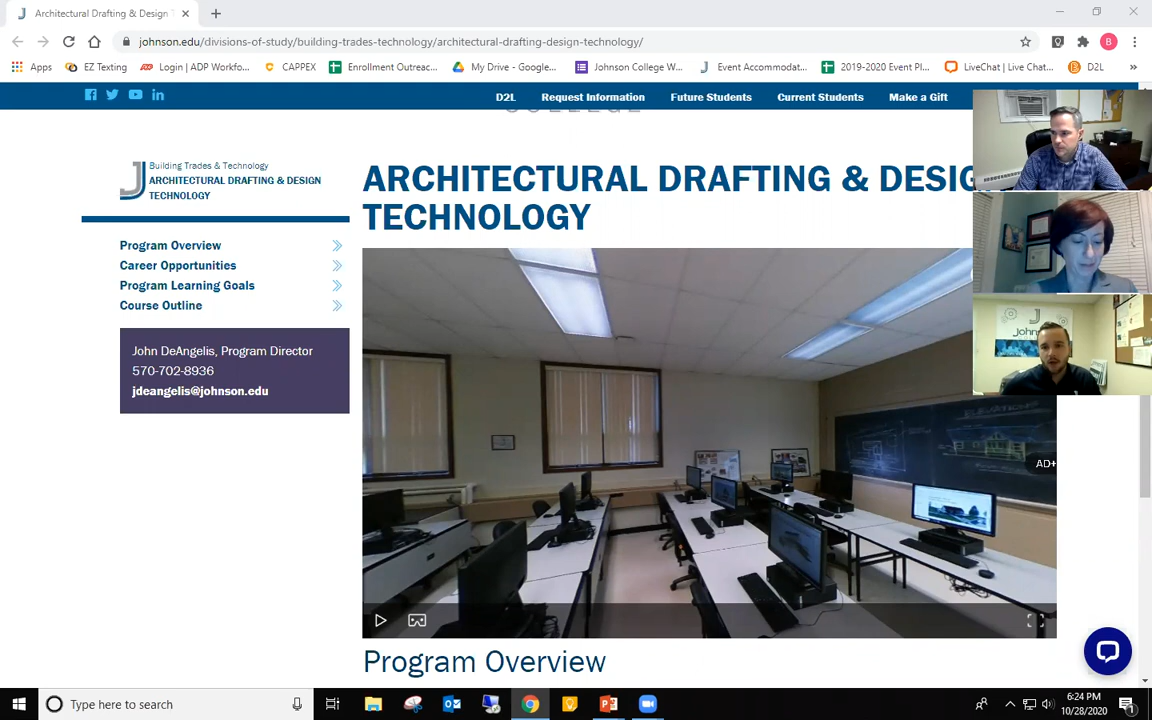 Architectural Drafting & Design
johnson.edu/divisions-of-study/building-trades-technology/architectural-drafting-design-technology/
B
Apps
EZ Texting
Login | ADP Workfo...
CAPPEX
Enrollment Outreac...
My Drive - Google...
Johnson College W...
Event Accommodat...
2019-2020 Event Pl...
LiveChat | Live Chat...
D2L
»
D2L
Request Information
Future Students
Current Students
Make a Gift
COLLEGE
Building Trades & Technology
ARCHITECTURAL DRAFTING & DESIGN
TECHNOLOGY
Program Overview
Career Opportunities
Program Learning Goals
Course Outline
John DeAngelis, Program Director
570-702-8936
jdeangelis@johnson.edu
ARCHITECTURAL DRAFTING & DESIG
TECHNOLOGY
ELEVATIONS
AD+
Program Overview
Type here to search
6:24 PM
10/28/2020
1